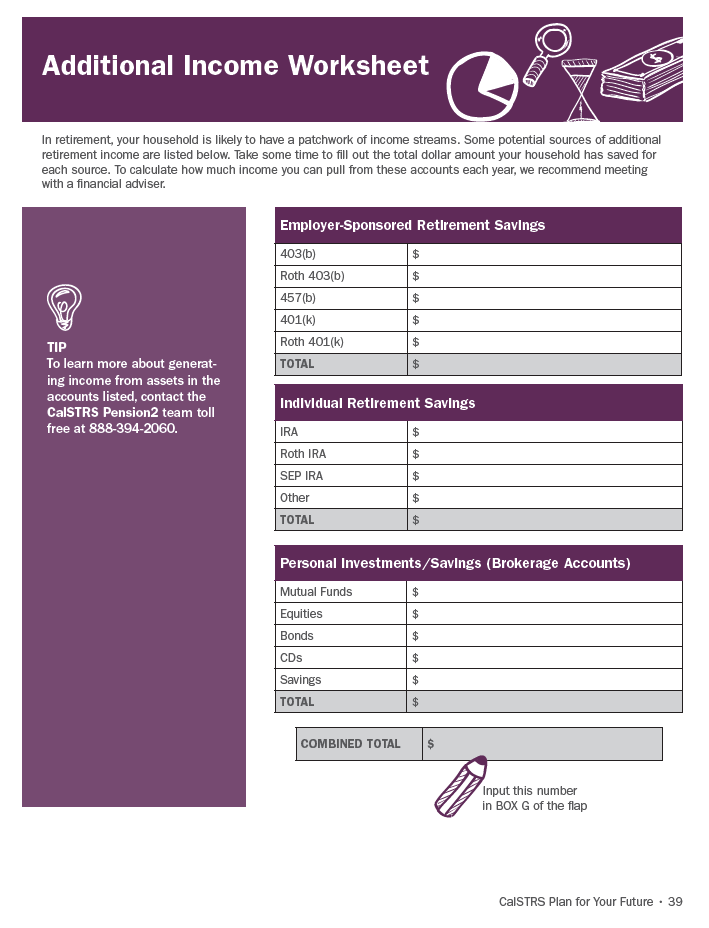 Additional Income Worksheet
In retirement, your household is likely to have a patchwork of income streams. Some potential sources of additional
retirement income are listed below. Take some time to fill out the total dollar amount your household has saved for
each source. To calculate how much income you can pull from these accounts each year, we recommend meeting
with a financial adviser.
TIP
To learn more about generat-
ing income from assets in the
accounts listed, contact the
CalSTRS Pension2 team toll
free at 888-394-2060.
Employer-Sponsored Retirement Savings
403(b) $
Roth 403(b) $
457(b) $
401(k) $
Roth 401(k) $
TOTAL $
Individual Retirement Savings
IRA $
Roth IRA $
SEP IRA $
Other $
TOTAL $
Personal Investments/Savings (Brokerage Accounts)
Mutual Funds $
Equities $
Bonds $
CDs $
Savings $
TOTAL $
COMBINED TOTAL $
Input this number
in BOX G of the flap
CalSTRS Plan for Your Future · 39